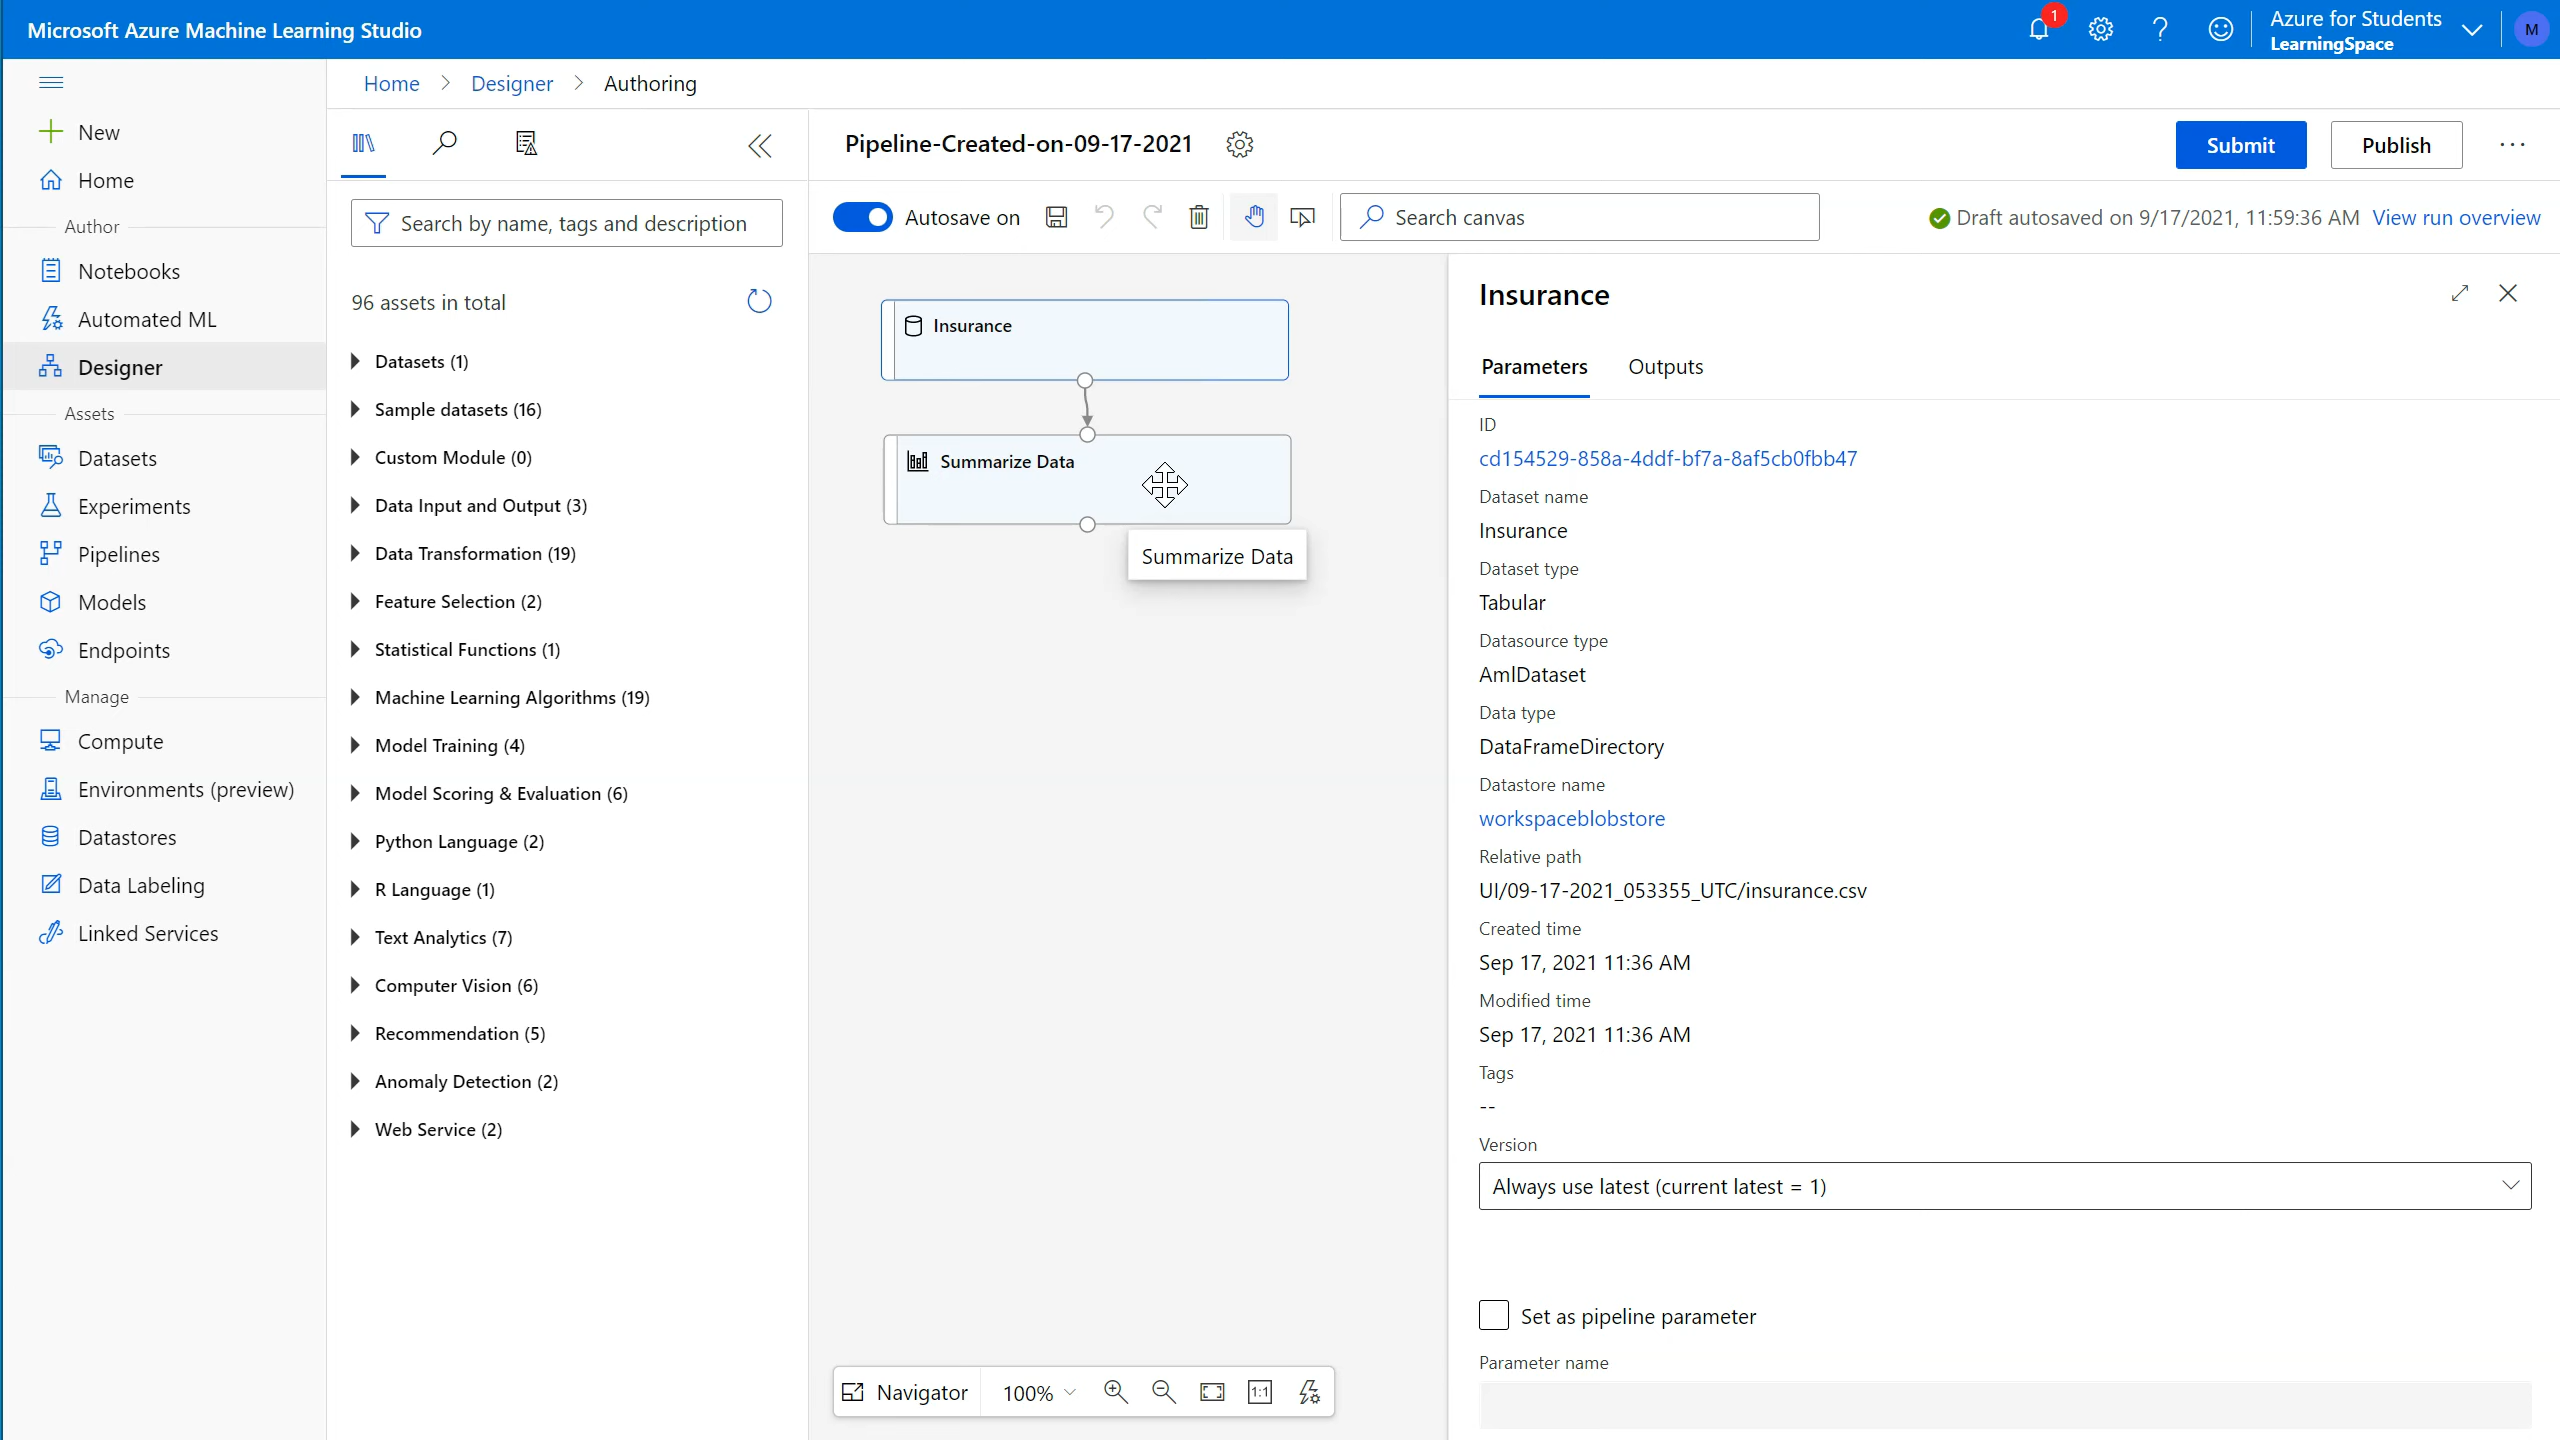 Microsoft Azure Machine Learning Studio
1
Azure for Students
LearningSpace
M
New
Home
Author
Notebooks
Automated ML
Designer
Assets
Datasets
Experiments
Pipelines
Models
Endpoints
Manage
Compute
Environments (preview)
Datastores
Data Labeling
Linked Services
Home > Designer > Authoring
Search by name, tags and description
96 assets in total
Datasets (1)
Sample datasets (16)
Custom Module (0)
Data Input and Output (3)
Data Transformation (19)
Feature Selection (2)
Statistical Functions (1)
Machine Learning Algorithms (19)
Model Training (4)
Model Scoring & Evaluation (6)
Python Language (2)
R Language (1)
Text Analytics (7)
Computer Vision (6)
Recommendation (5)
Anomaly Detection (2)
Web Service (2)
Pipeline-Created-on-09-17-2021
Submit
Publish
Autosave on
Search canvas
Draft autosaved on 9/17/2021, 11:59:36 AM View run overview
Insurance
Summarize Data
Summarize Data
Navigator
100%
1:1
Insurance
Parameters
Outputs
ID
cd154529-858a-4ddf-bf7a-8af5cb0fbb47
Dataset name
Insurance
Dataset type
Tabular
Datasource type
AmlDataset
Data type
DataFrameDirectory
Datastore name
workspaceblobstore
Relative path
UI/09-17-2021_053355_UTC/insurance.csv
Created time
Sep 17, 2021 11:36 AM
Modified time
Sep 17, 2021 11:36 AM
Tags
--
Version
Always use latest (current latest = 1)
Set as pipeline parameter
Parameter name